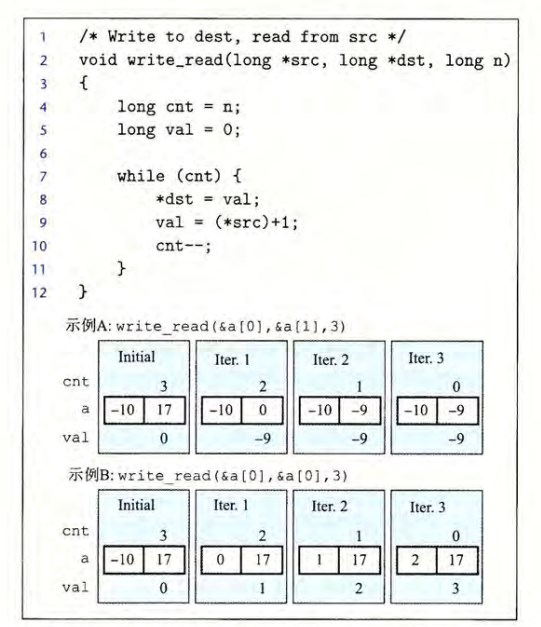 1 /* Write to dest, read from src */
2 void write_read(long *src, long *dst, long n)
3 {
4 long cnt = n;
5 long val = 0;
6
7 while (cnt) {
8 *dst = val;
9 val = (*src)+1;
10 cnt--;
11 }
12 }
示例A: write_read(&a[0],&a[1],3)
Initial Iter. 1 Iter. 2 Iter. 3
cnt 3 2 1 0
a -10 17 -10 0 -10 -9 -10 -9
val 0 -9 -9 -9
示例B: write_read(&a[0],&a[0],3)
Initial Iter. 1 Iter. 2 Iter. 3
cnt 3 2 1 0
a -10 17 0 17 1 17 2 17
val 0 1 2 3